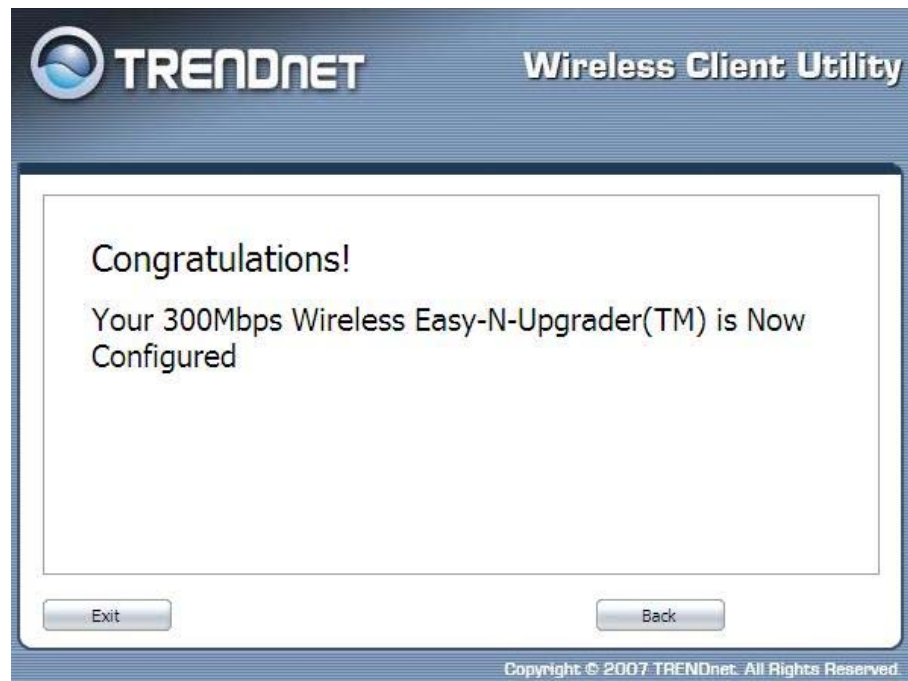 TRENDNET
Wireless Client Utility
Congratulations!
Your 300Mbps Wireless Easy-N-Upgrader(TM) is Now
Configured
Exit
Back
Copyright © 2007 TRENDnet. All Rights Reserved.